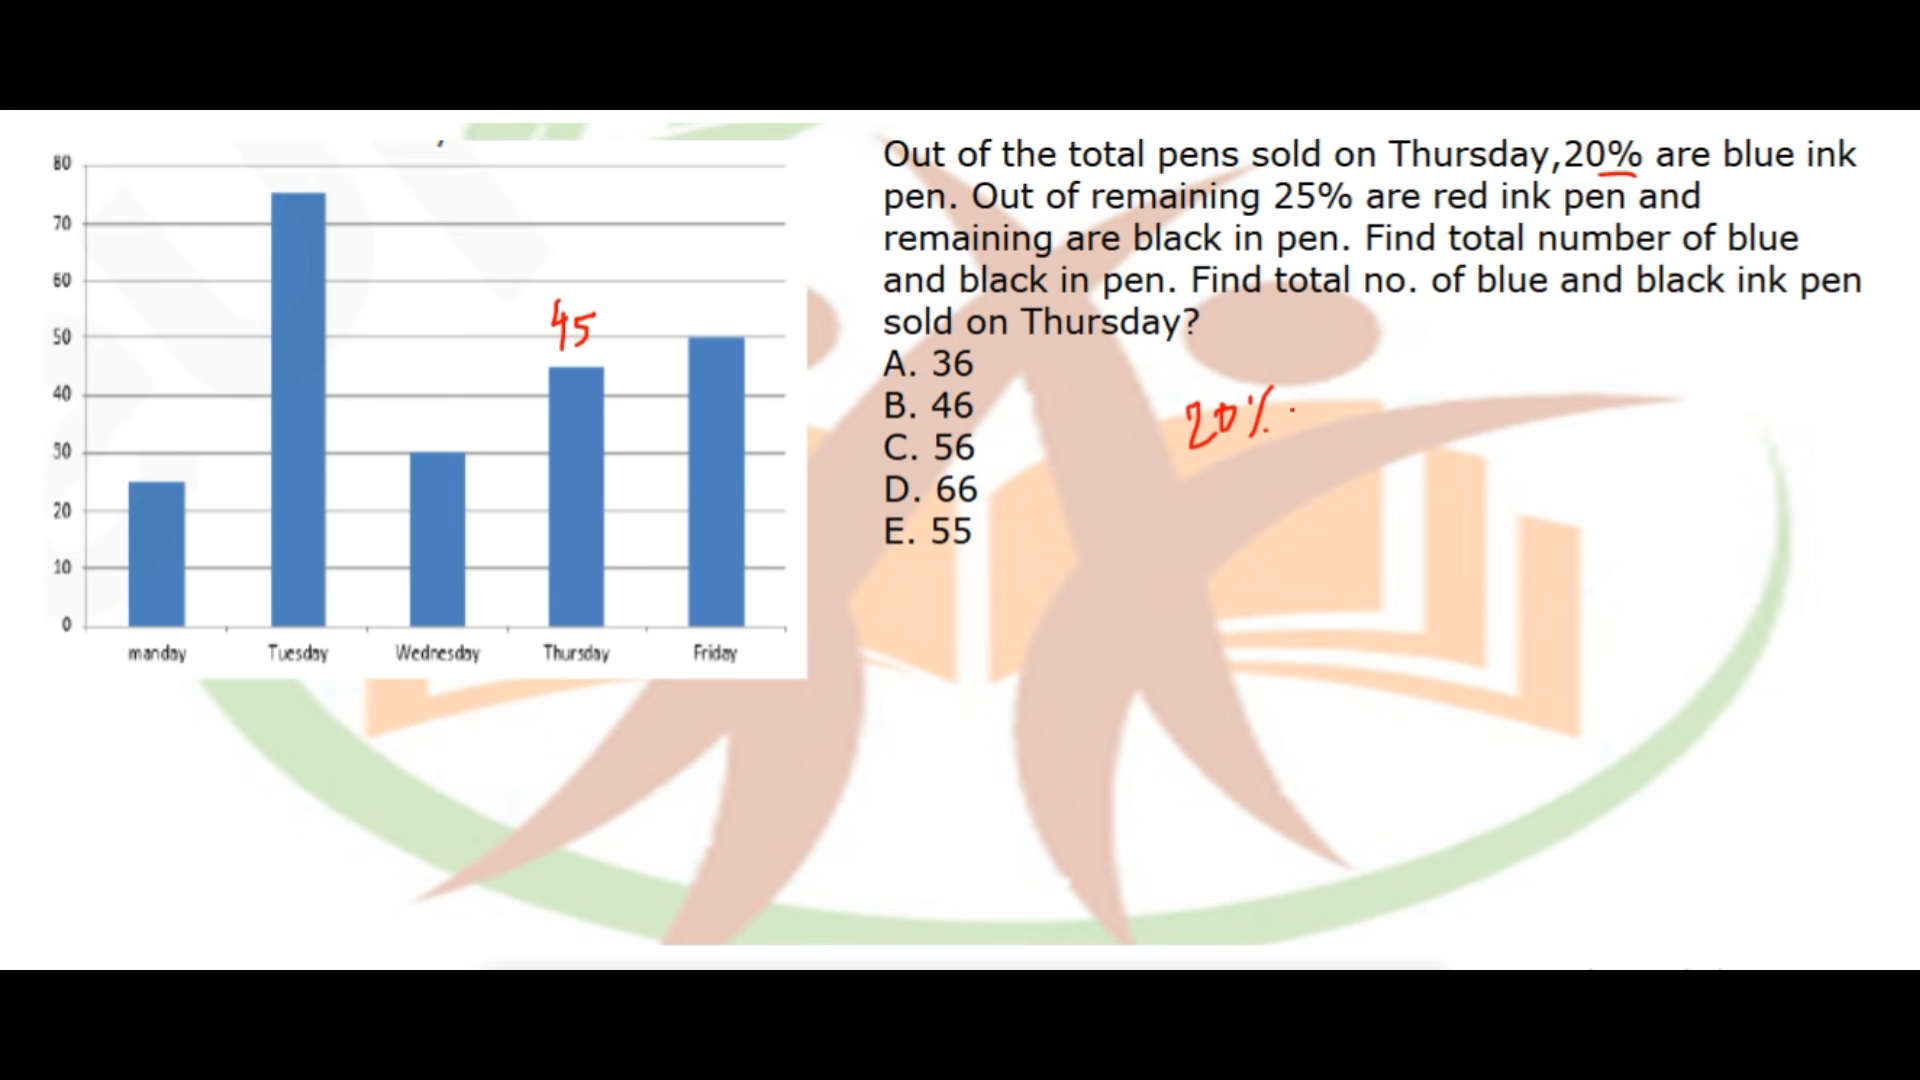 80
70
60
50
40
30
20
10
0
45
manday
Tuesday
Wednesday
Thursday
Friday
Out of the total pens sold on Thursday,20% are blue ink
pen. Out of remaining 25% are red ink pen and
remaining are black in pen. Find total number of blue
and black in pen. Find total no. of blue and black ink pen
sold on Thursday?
A. 36
B. 46
C. 56
D. 66
E. 55
20%